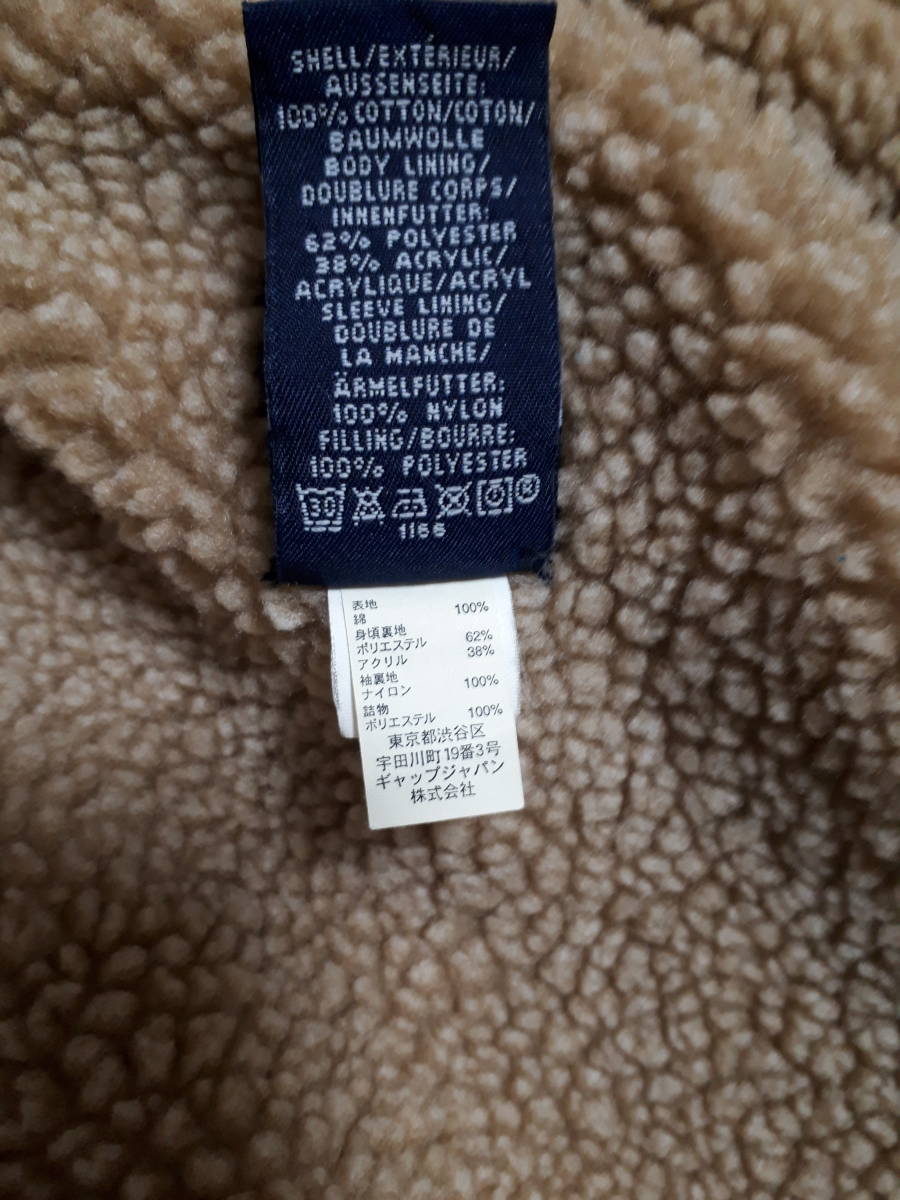 SHELL/EXTÉRIEUR/
AUSSENSEITE:
100% COTTON/COTON/
BAUMWOLLE
BODY LINING/
DOUBLURE CORPS/
INNENFUTTER:
62% POLYESTER
38% ACRYLIC/
ACRYLIQUE/ACRYL
SLEEVE LINING/
DOUBLURE DE
LA MANCHE/
ÄRMELFUTTER:
100% NYLON
FILLING/BOURRE:
100% POLYESTER
30 ®
1166
表地
綿 100%
身頃裏地
ポリエステル 62%
アクリル 38%
袖裏地
ナイロン 100%
詰物
ポリエステル 100%
東京都渋谷区
宇田川町19番3号
ギャップジャパン
株式会社